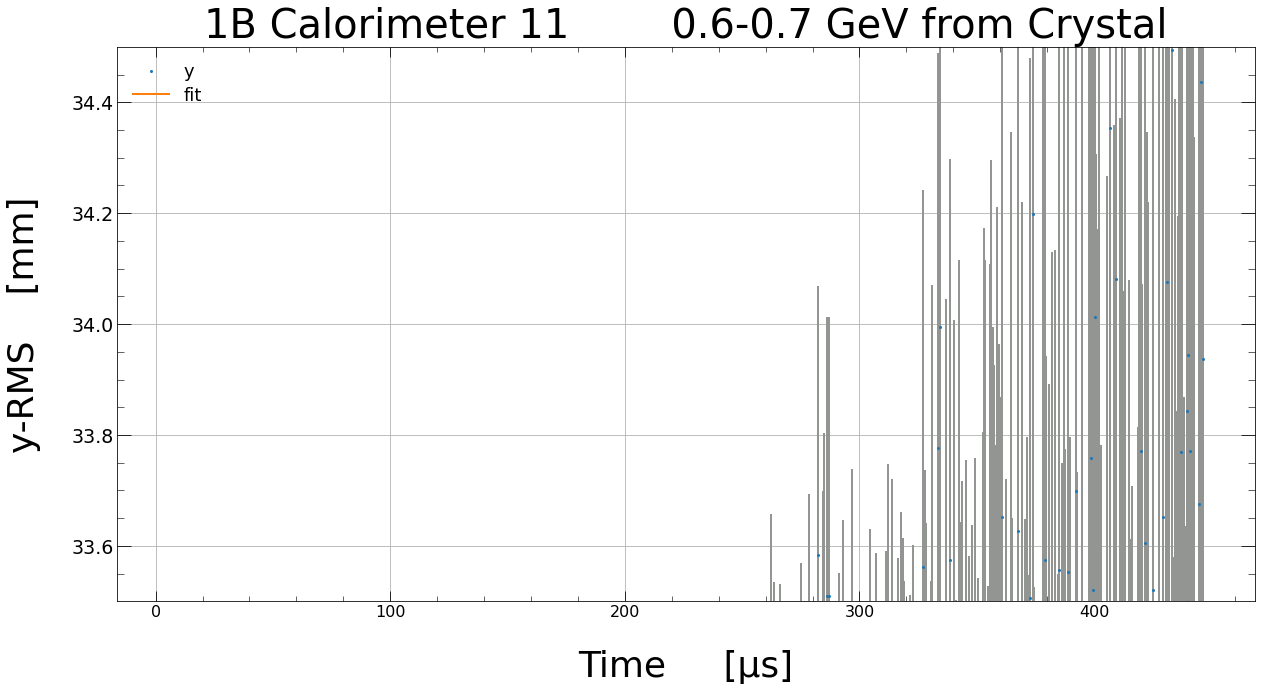 1B Calorimeter 11 0.6-0.7 GeV from Crystal
y
fit
34.4
34.2
34.0
33.8
33.6
y-RMS [mm]
0 100 200 300 400
Time [μs]